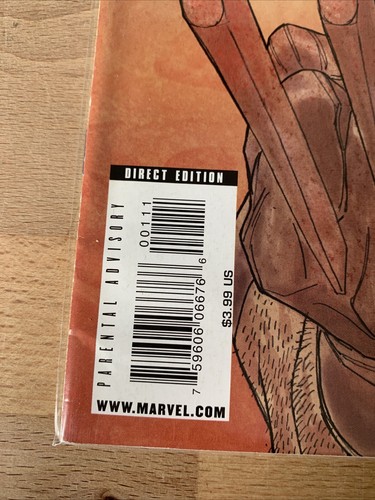 DIRECT EDITION
PARENTAL ADVISORY
00111
7 59606 06676 6
$3.99 US
WWW.MARVEL.COM